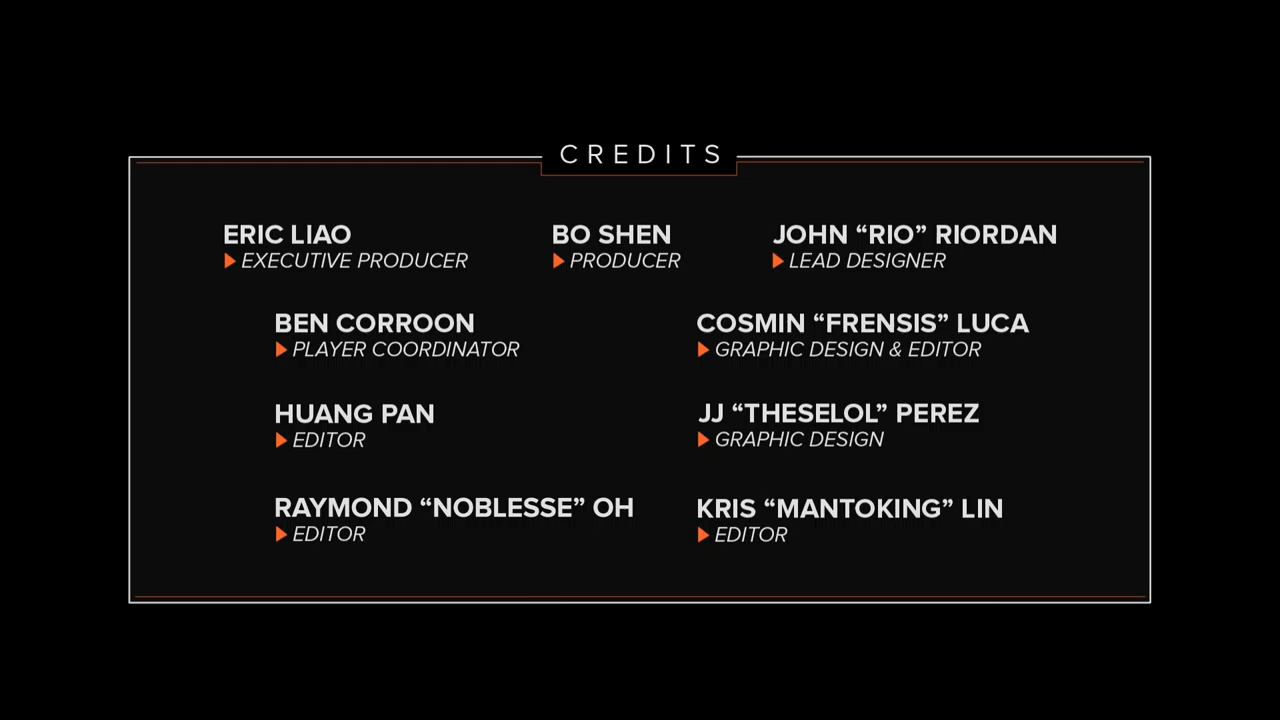 CREDITS
ERIC LIAO
EXECUTIVE PRODUCER
BO SHEN
PRODUCER
JOHN “RIO” RIORDAN
LEAD DESIGNER
BEN CORROON
PLAYER COORDINATOR
COSMIN “FRENSIS” LUCA
GRAPHIC DESIGN & EDITOR
HUANG PAN
EDITOR
JJ “THESELOL” PEREZ
GRAPHIC DESIGN
RAYMOND “NOBLESSE” OH
EDITOR
KRIS “MANTOKING” LIN
EDITOR